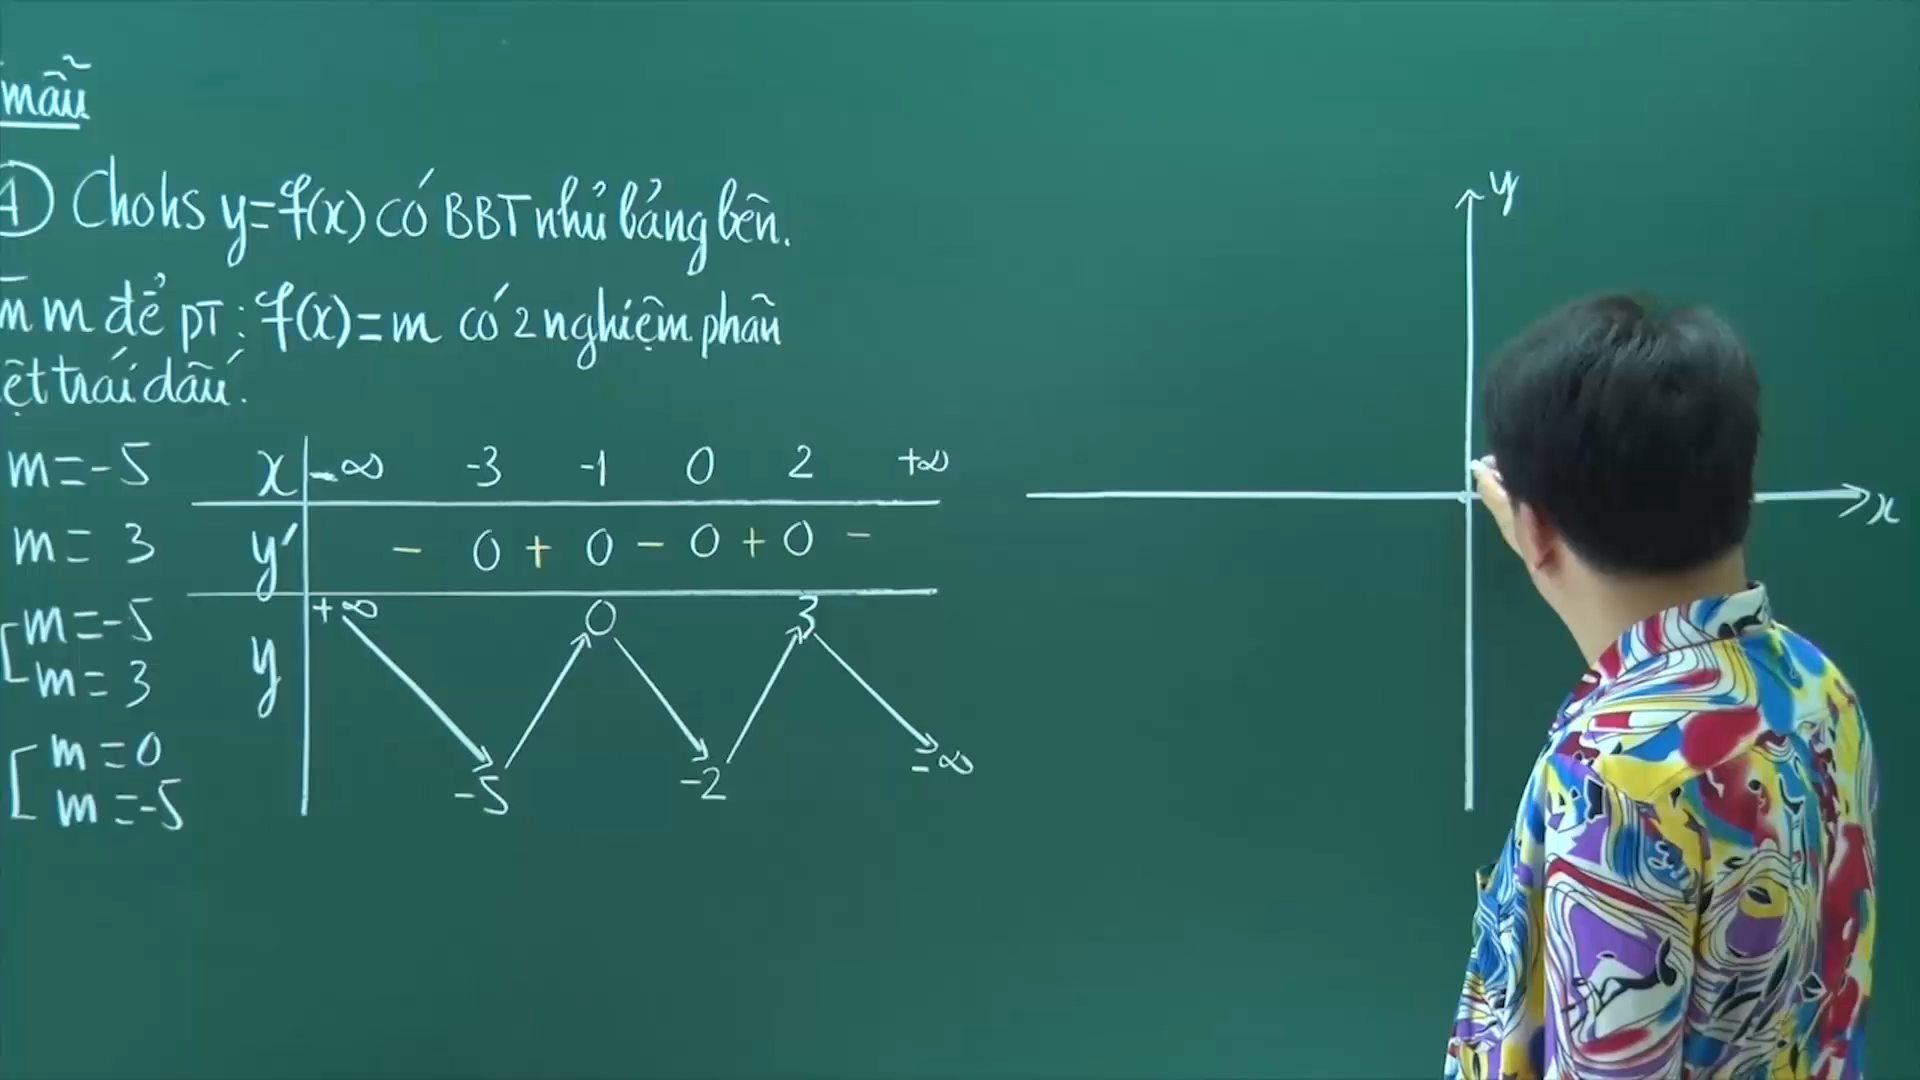 mẫu
A) Cho hs y=f(x) có BBT như bảng bên.
m m để pT: f(x)=m có 2 nghiệm phân
ệt trái dấu.
m=-5
m=3
m=-5
m=3
m=0
m=-5
x -∞ -3 -1 0 2 +∞
y' - 0 + 0 - 0 + 0 -
+∞ 0 3
y
-5 -2 -∞
y
x